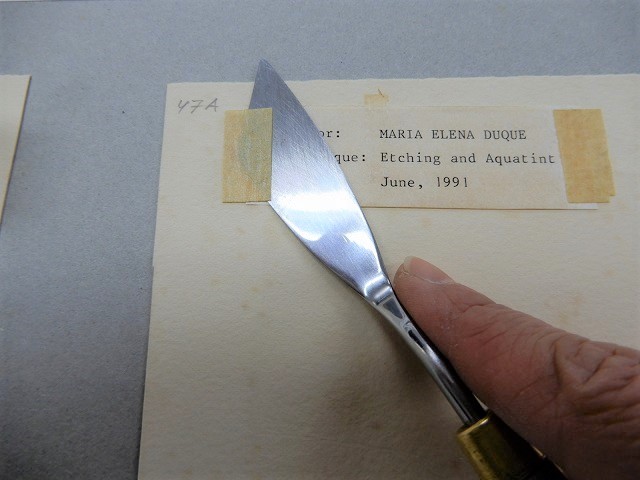 47A
or: MARIA ELENA DUQUE
que: Etching and Aquatint
June, 1991